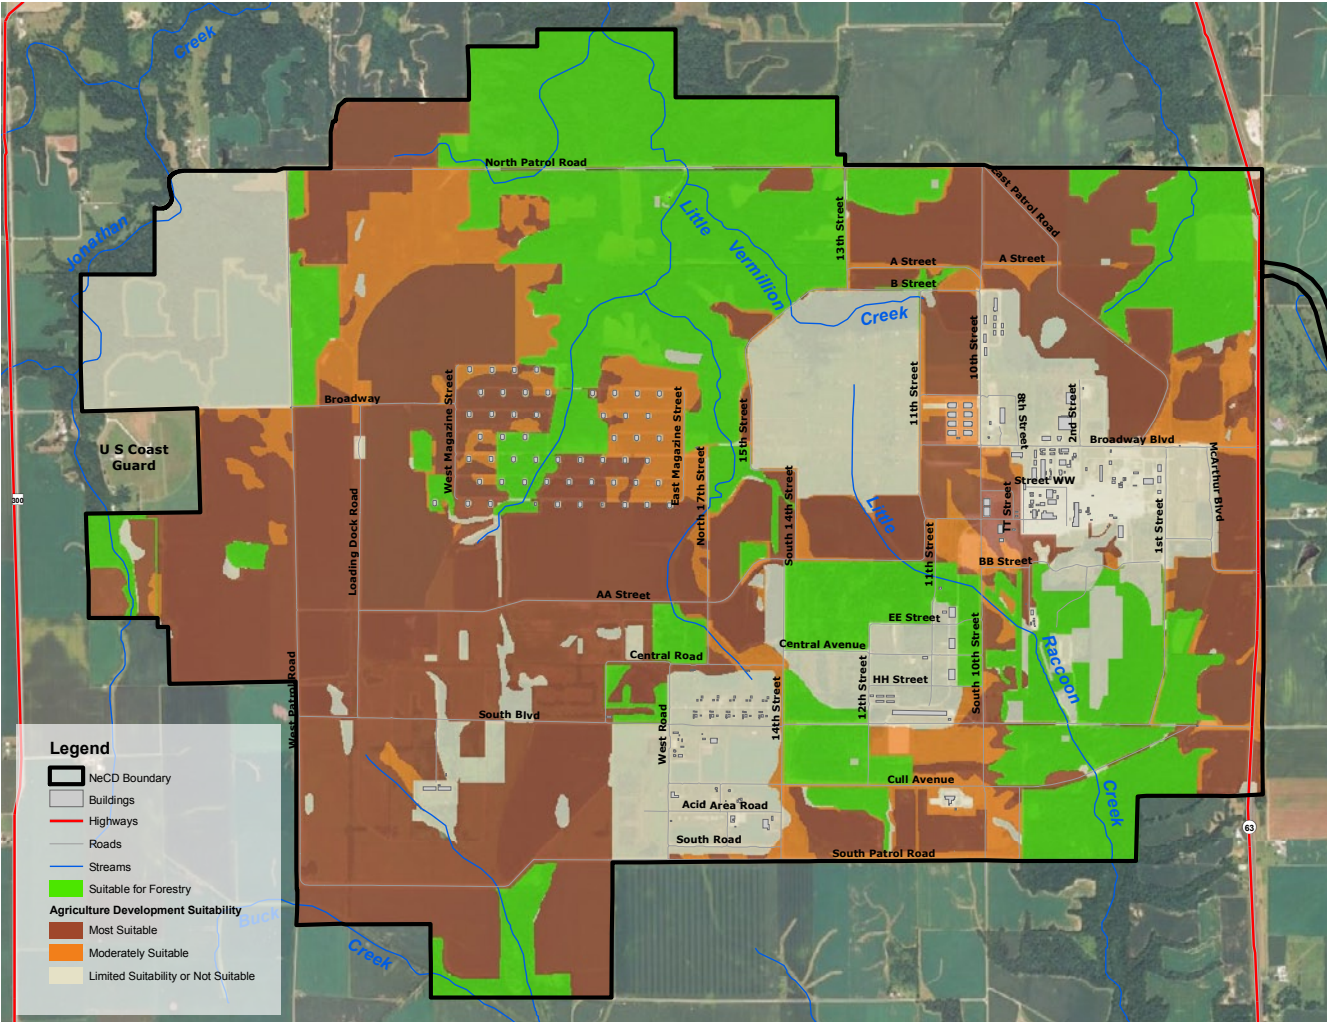 Creek
North Patrol Road
East Patrol Road
Little
Vermillion
Creek
13th Street
A Street
A Street
B Street
Jonathan
10th Street
11th Street
Broadway
West Magazine Street
East Magazine Street
15th Street
8th Street
2nd Street
Broadway Blvd
McArthur Blvd
U S Coast
Guard
North 17th Street
South 14th Street
Street WW
TT Street
1st Street
300
Loading Dock Road
Little
11th Street
BB Street
AA Street
EE Street
Central Avenue
Central Road
South 10th Street
Raccoon
HH Street
12th Street
West Patrol Road
South Blvd
West Road
14th Street
Cull Avenue
Acid Area Road
Creek
63
South Road
South Patrol Road
Legend
NeCD Boundary
Buildings
Highways
Roads
Streams
Suitable for Forestry
Agriculture Development Suitability
Most Suitable
Moderately Suitable
Limited Suitability or Not Suitable
Buck
Creek